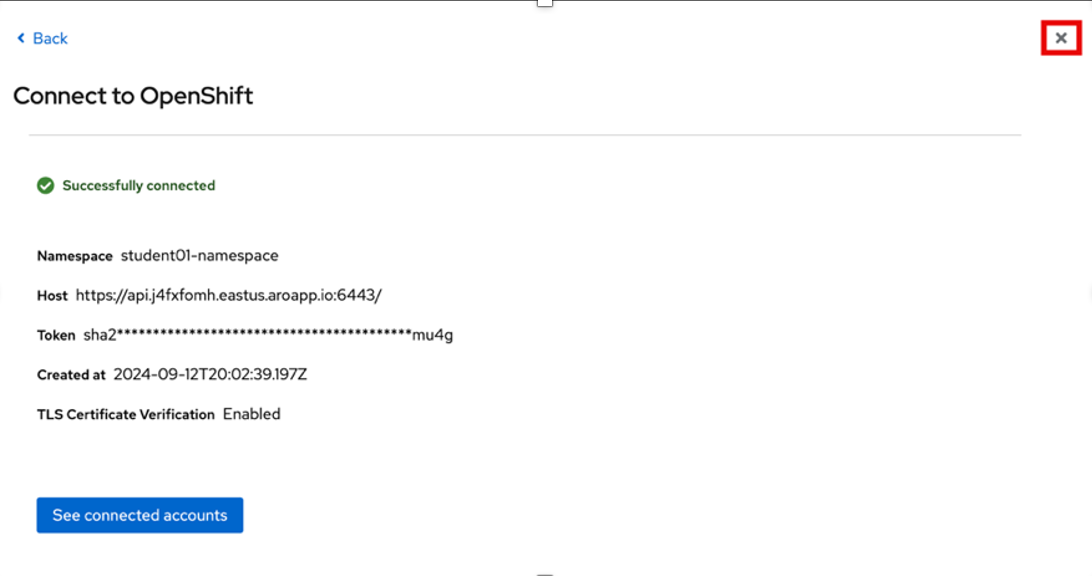 Back
Connect to OpenShift
Successfully connected
Namespace student01-namespace
Host https://api.j4fxfomh.eastus.aroapp.io:6443/
Token sha2*****************************************mu4g
Created at 2024-09-12T20:02:39.197Z
TLS Certificate Verification Enabled
See connected accounts